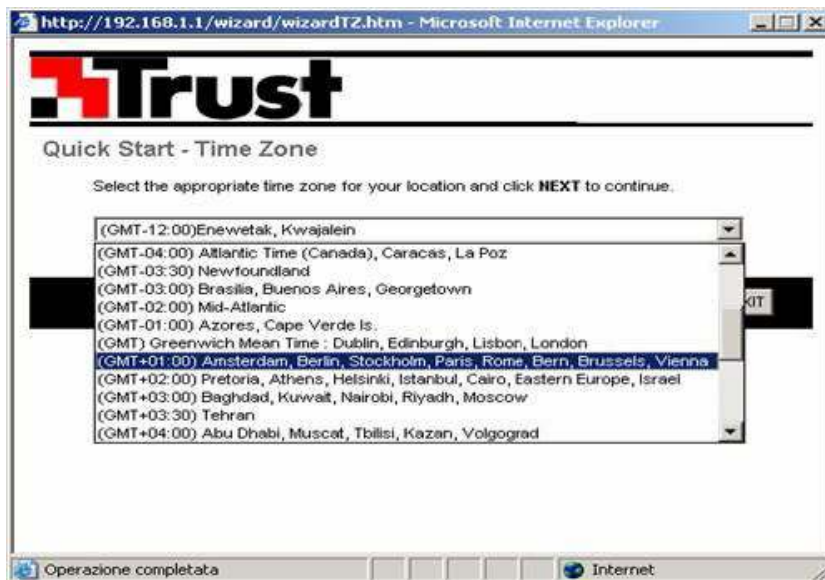 http://192.168.1.1/wizard/wizardTZ.htm - Microsoft Internet Explorer
Trust
Quick Start - Time Zone
Select the appropriate time zone for your location and click NEXT to continue.
(GMT-12:00)Enewetak, Kwajalein
(GMT-04:00) Altlantic Time (Canada), Caracas, La Poz
(GMT-03:30) Newfoundland
(GMT-03:00) Brasilia, Buenos Aires, Georgetown
(GMT-02:00) Mid-Atlantic
(GMT-01:00) Azores, Cape Verde Is.
(GMT) Greenwich Mean Time : Dublin, Edinburgh, Lisbon, London
(GMT+01:00) Amsterdam, Berlin, Stockholm, Paris, Rome, Bern, Brussels, Vienna
(GMT+02:00) Pretoria, Athens, Helsinki, Istanbul, Cairo, Eastern Europe, Israel
(GMT+03:00) Baghdad, Kuwait, Nairobi, Riyadh, Moscow
(GMT+03:30) Tehran
(GMT+04:00) Abu Dhabi, Muscat, Tbilisi, Kazan, Volgograd
Operazione completata
Internet